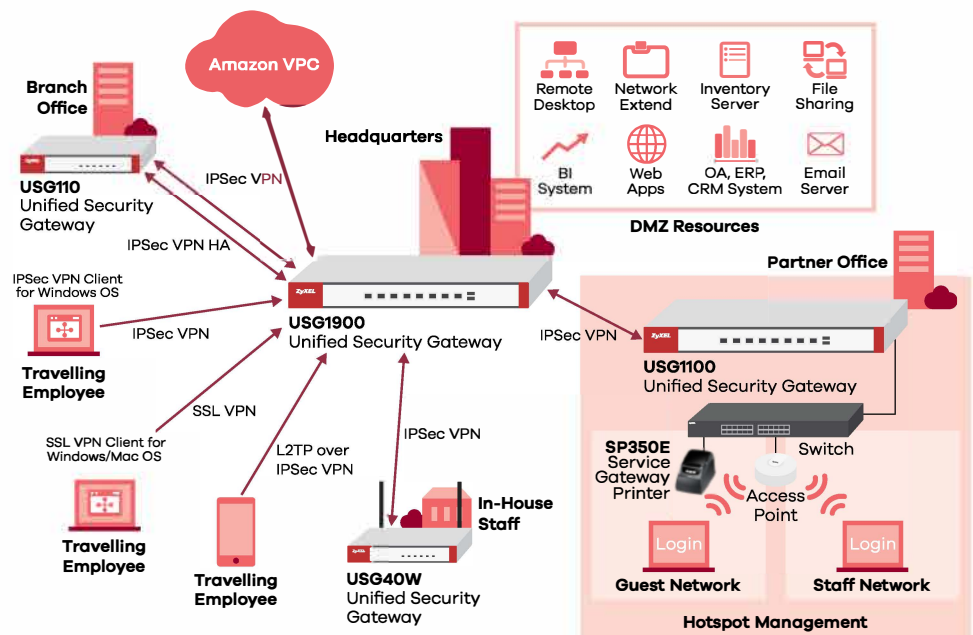 Amazon VPC
Branch
Office
ZyXEL
USG110
Unified Security
Gateway
IPSec VPN
IPSec VPN HA
Headquarters
Remote
Desktop
Network
Extend
Inventory
Server
File
Sharing
BI
System
Web
Apps
OA, ERP,
CRM System
Email
Server
DMZ Resources
IPSec VPN Client
for Windows OS
IPSec VPN
Travelling
Employee
ZyXEL
USG1900
Unified Security Gateway
Partner Office
IPSec VPN
ZyXEL
USG1100
Unified Security Gateway
SSL VPN
SSL VPN Client for
Windows/Mac OS
Travelling
Employee
L2TP over
IPSec VPN
Travelling
Employee
IPSec VPN
In-House
Staff
ZyXEL
USG40W
Unified Security
Gateway
Switch
SP350E
Service
Gateway
Printer
Access
Point
Login
Guest Network
Login
Staff Network
Hotspot Management